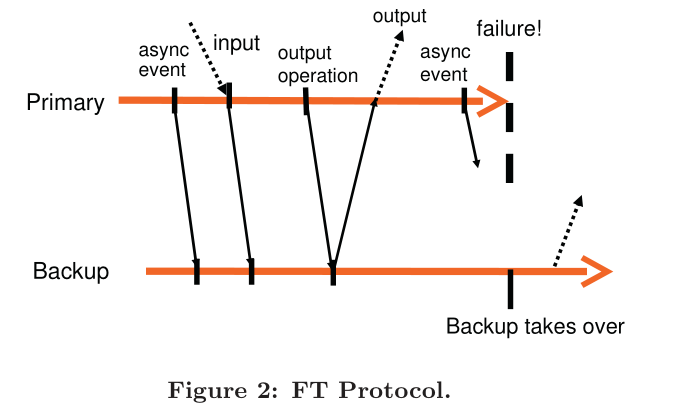 output
failure!
input
async
event
output
operation
async
event
Primary
Backup
Backup takes over
Figure 2: FT Protocol.